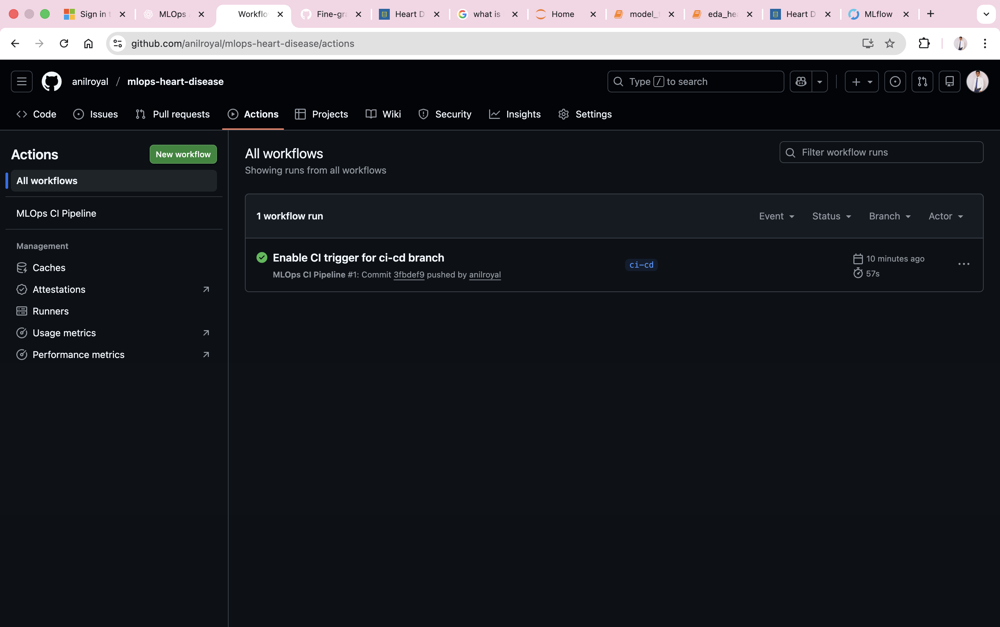 Sign in t
MLOps
Workflo
Fine-gra
Heart D
what is
Home
model_
eda_hea
Heart D
MLflow
github.com/anilroyal/mlops-heart-disease/actions
anilroyal / mlops-heart-disease
Type / to search
Code
Issues
Pull requests
Actions
Projects
Wiki
Security
Insights
Settings
Actions
New workflow
All workflows
MLOps CI Pipeline
Management
Caches
Attestations
Runners
Usage metrics
Performance metrics
All workflows
Showing runs from all workflows
Filter workflow runs
1 workflow run
Event
Status
Branch
Actor
Enable CI trigger for ci-cd branch
MLOps CI Pipeline #1: Commit 3fbdef9 pushed by anilroyal
ci-cd
10 minutes ago
57s